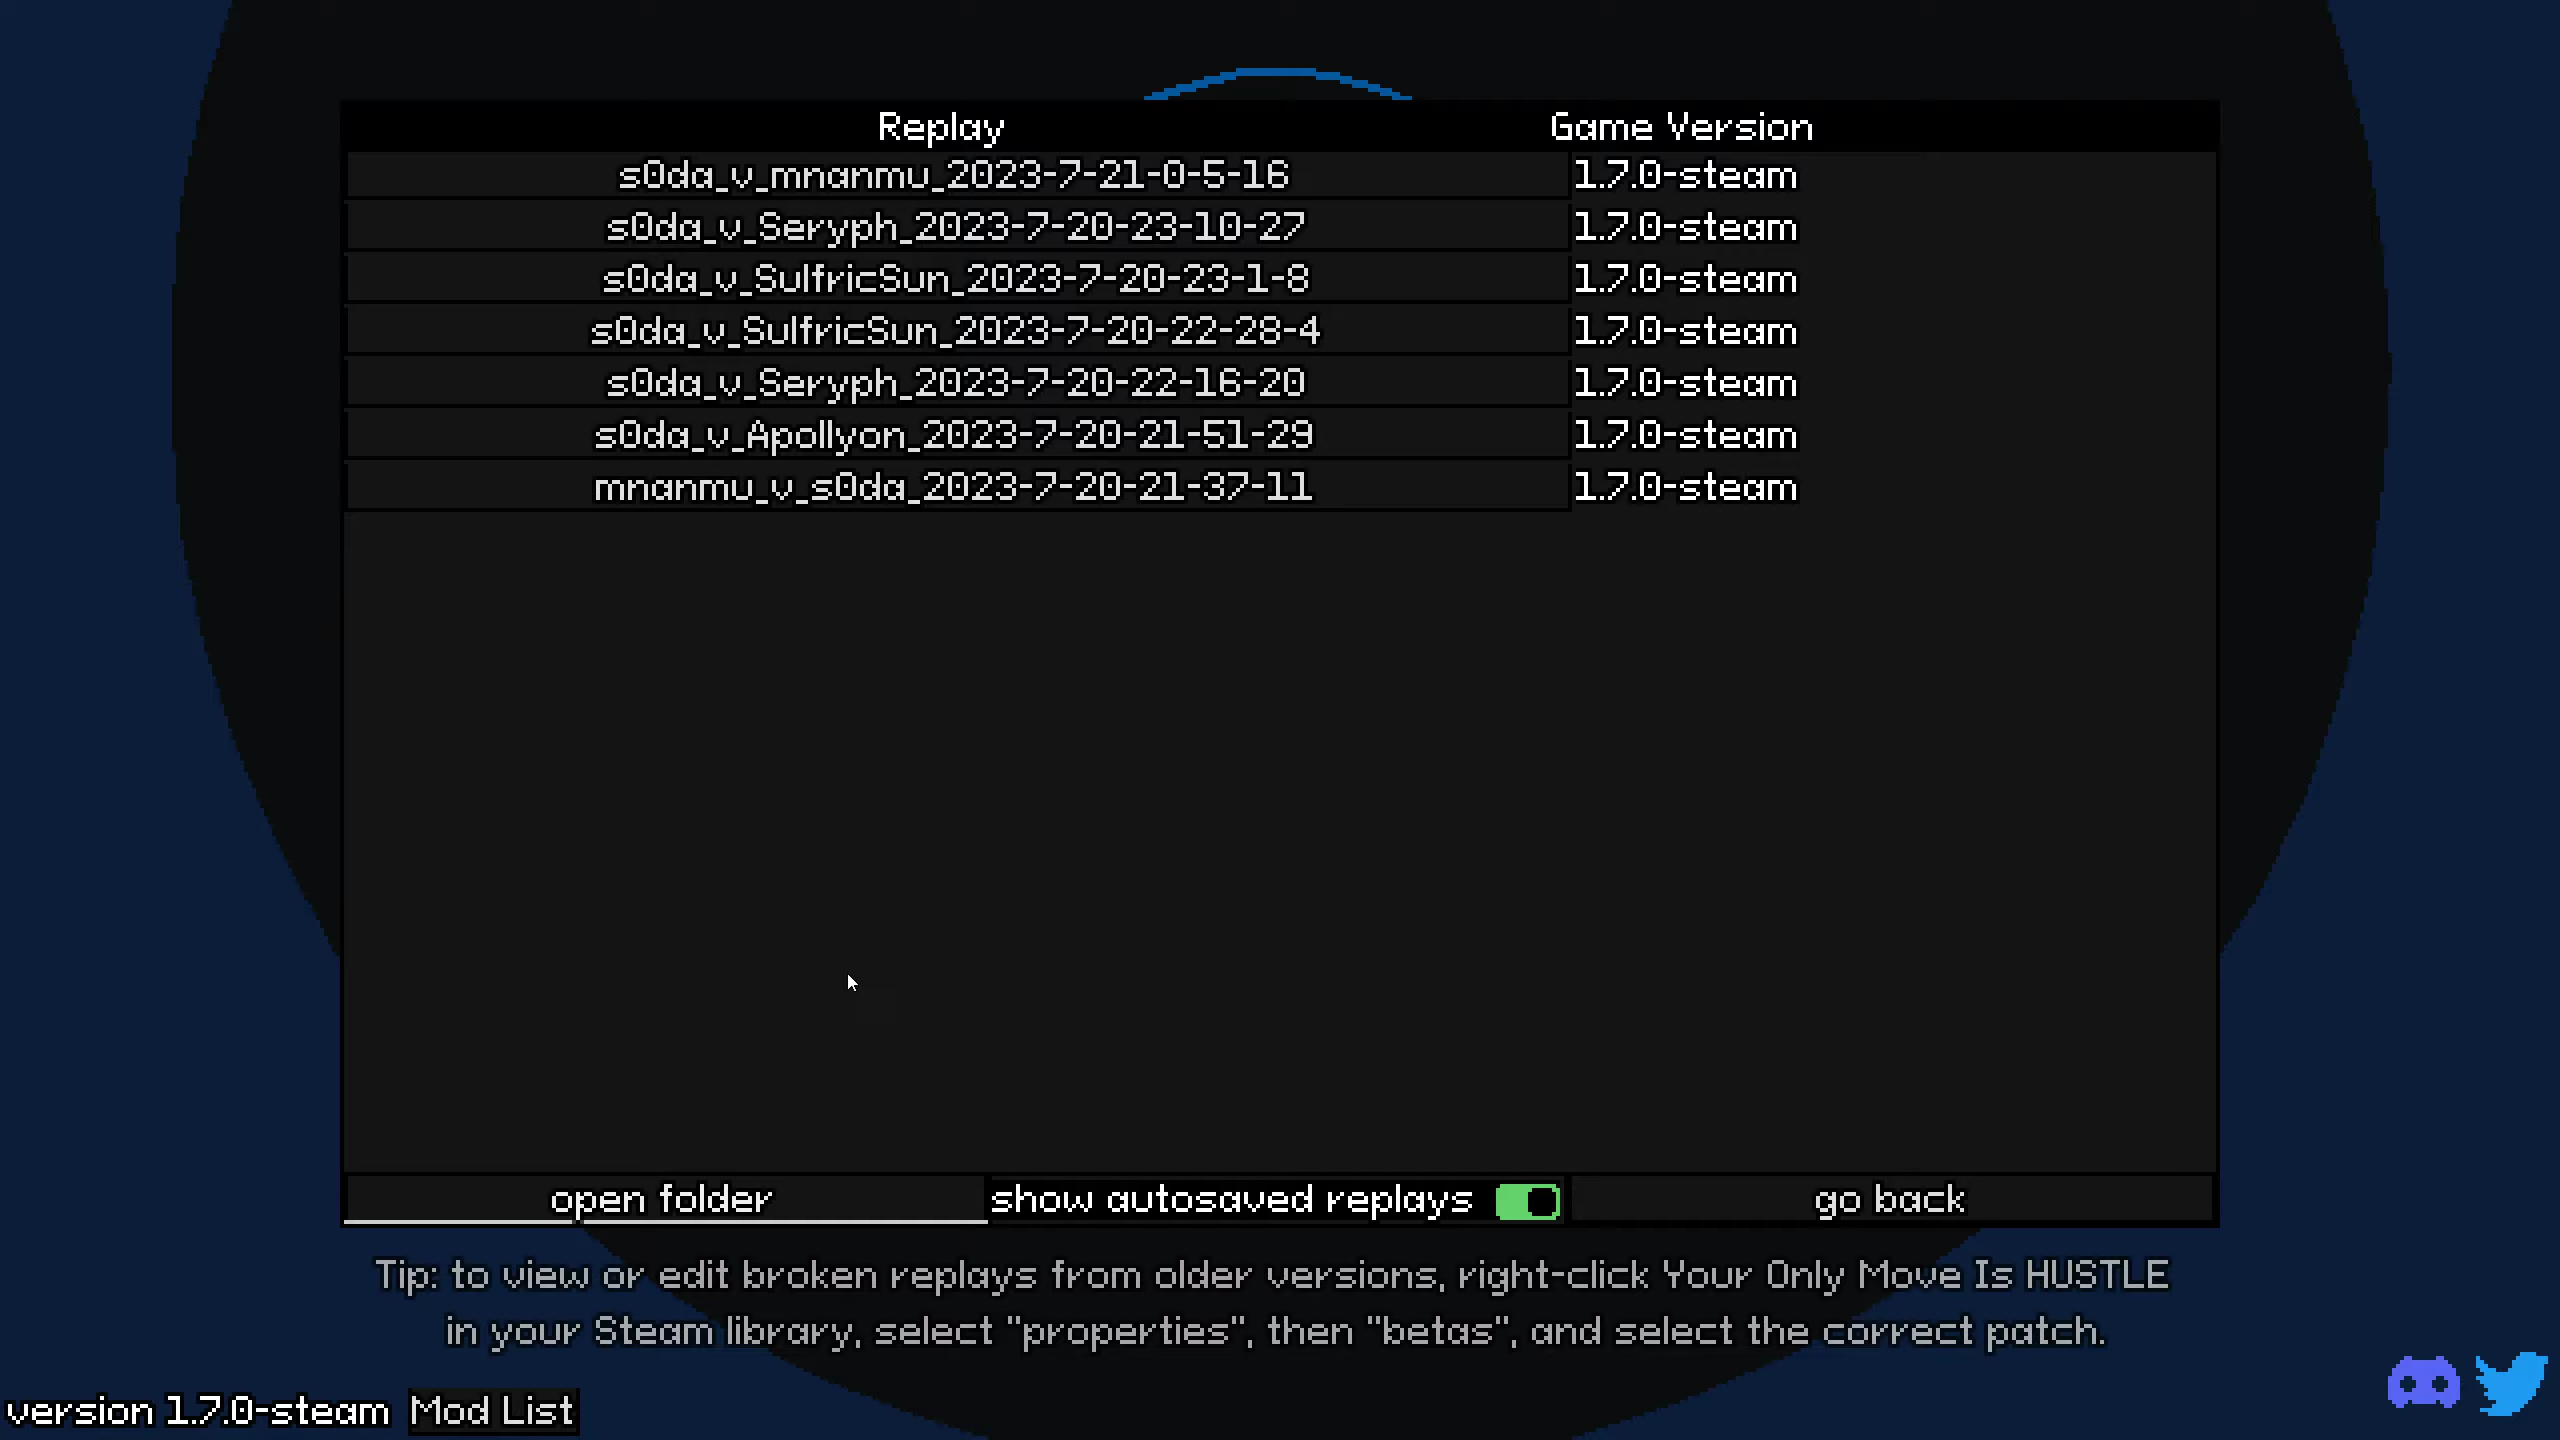 Replay Game Version
s0da_v_mnanmu_2023-7-21-0-5-16 1.7.0-steam
s0da_v_Seryph_2023-7-20-23-10-27 1.7.0-steam
s0da_v_SulfricSun_2023-7-20-23-1-8 1.7.0-steam
s0da_v_SulfricSun_2023-7-20-22-28-4 1.7.0-steam
s0da_v_Seryph_2023-7-20-22-16-20 1.7.0-steam
s0da_v_Apollyon_2023-7-20-21-51-29 1.7.0-steam
mnanmu_v_s0da_2023-7-20-21-37-11 1.7.0-steam
open folder show autosaved replays go back
Tip: to view or edit broken replays from older versions, right-click Your Only Move Is HUSTLE
in your Steam library, select "properties", then "betas", and select the correct patch.
version 1.7.0-steam Mod List